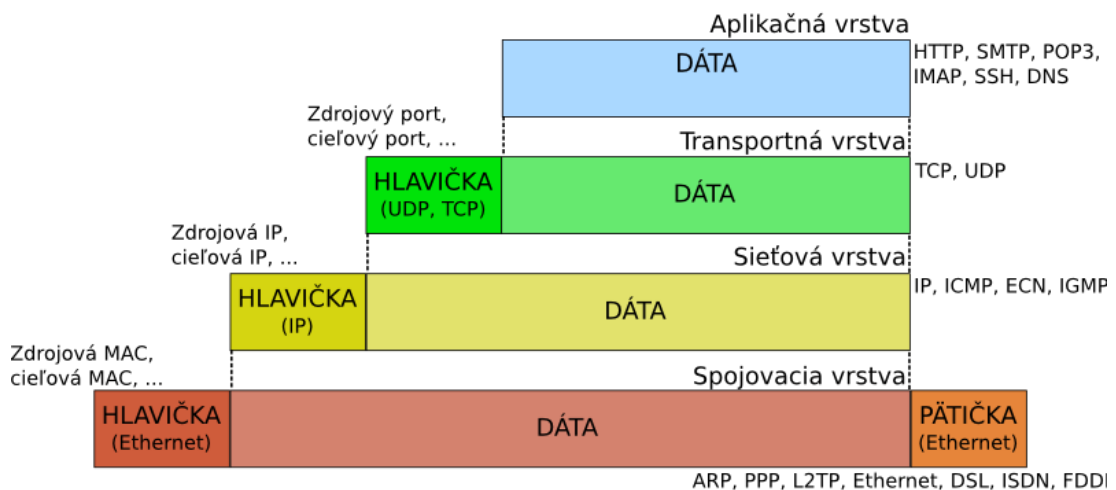 Aplikačná vrstva
DÁTA
HTTP, SMTP, POP3,
IMAP, SSH, DNS
Zdrojový port,
cieľový port, ...
Transportná vrstva
HLAVIČKA
(UDP, TCP)
DÁTA
TCP, UDP
Zdrojová IP,
cieľová IP, ...
Sieťová vrstva
HLAVIČKA
(IP)
DÁTA
IP, ICMP, ECN, IGMP
Zdrojová MAC,
cieľová MAC, ...
Spojovacia vrstva
HLAVIČKA
(Ethernet)
DÁTA
PÄTIČKA
(Ethernet)
ARP, PPP, L2TP, Ethernet, DSL, ISDN, FDDI